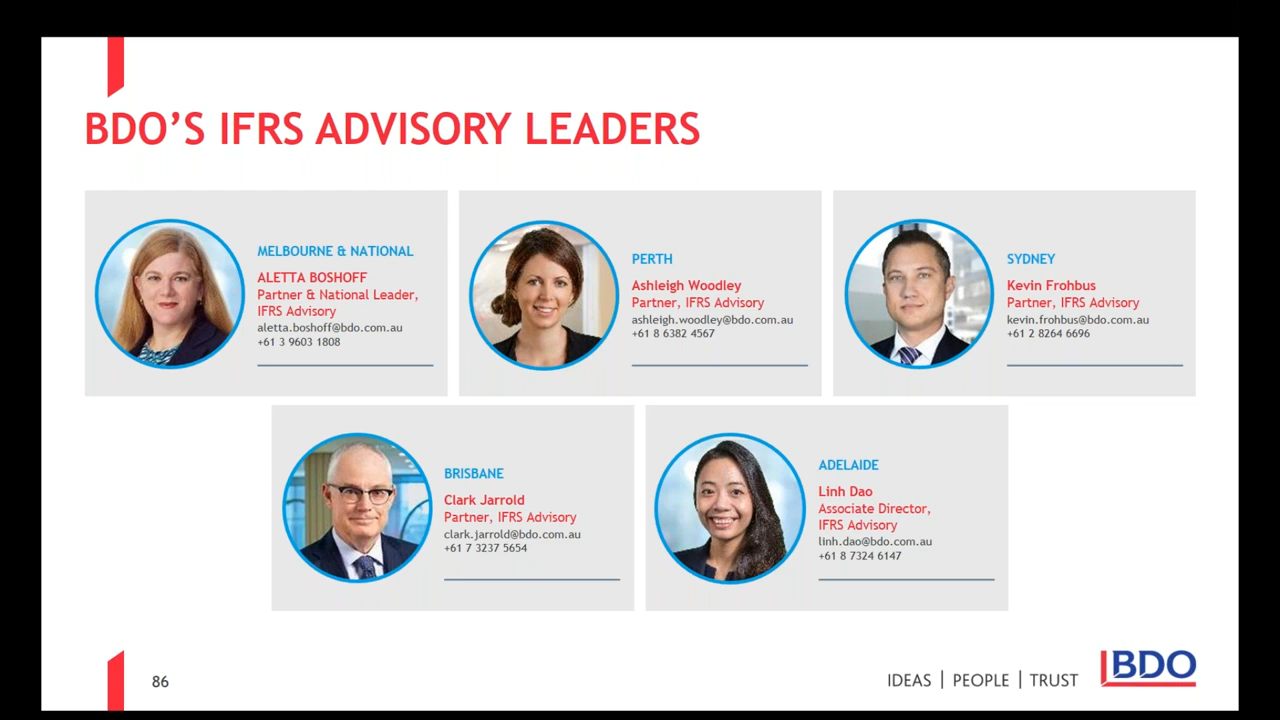 BDO'S IFRS ADVISORY LEADERS
MELBOURNE & NATIONAL
ALETTA BOSHOFF
Partner & National Leader,
IFRS Advisory
aletta.boshoff@bdo.com.au
+61 3 9603 1808
PERTH
Ashleigh Woodley
Partner, IFRS Advisory
ashleigh.woodley@bdo.com.au
+61 8 6382 4567
SYDNEY
Kevin Frohbus
Partner, IFRS Advisory
kevin.frohbus@bdo.com.au
+61 2 8264 6696
BRISBANE
Clark Jarrold
Partner, IFRS Advisory
clark.jarrold@bdo.com.au
+61 7 3237 5654
ADELAIDE
Linh Dao
Associate Director,
IFRS Advisory
linh.dao@bdo.com.au
+61 8 7324 6147
86
IDEAS | PEOPLE | TRUST
BDO